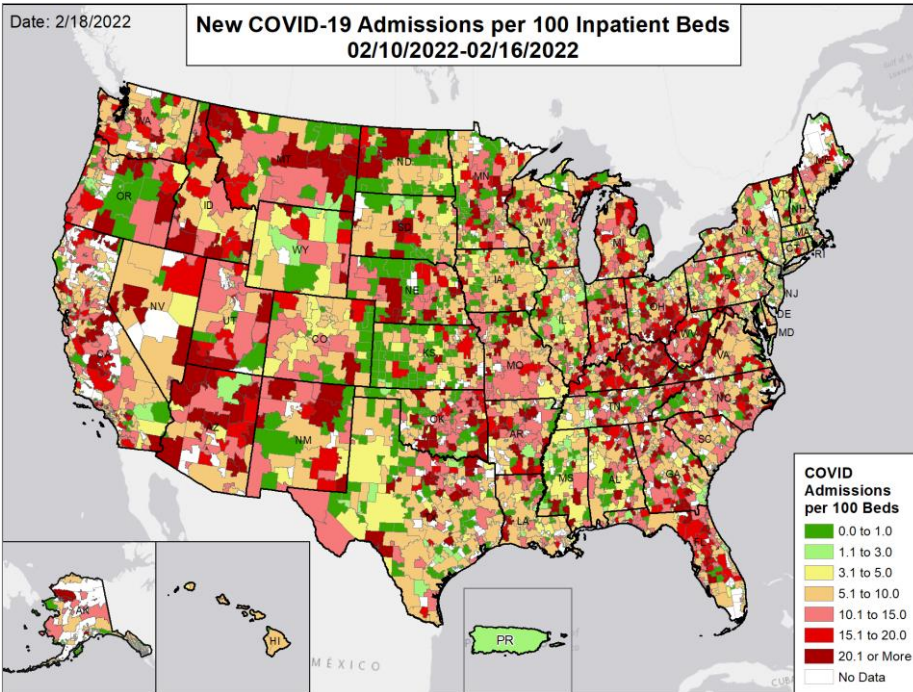 Date: 2/18/2022
New COVID-19 Admissions per 100 Inpatient Beds
02/10/2022-02/16/2022
WA
MT
ND
MN
ME
OR
ID
SD
WI
VT
NH
NY
MA
WY
MI
CT
RI
IA
PA
NJ
NE
NV
OH
IL
IN
DE
MD
UT
CO
WV
VA
CA
KS
MO
KY
NC
TN
OK
AZ
NM
AR
SC
MS
AL
GA
LA
AK
HI
MÉXICO
PR
CUBA
COVID
Admissions
per 100 Beds
0.0 to 1.0
1.1 to 3.0
3.1 to 5.0
5.1 to 10.0
10.1 to 15.0
15.1 to 20.0
20.1 or More
No Data